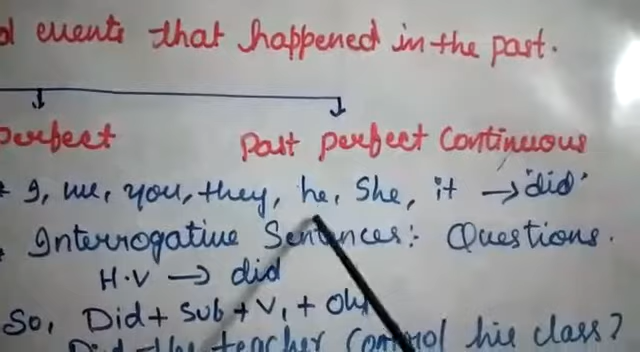 events that happened in the past.
perfect Past perfect Continuous
I, we, you, they, he, She, it → 'did'
Interrogative Sentences:- Questions.
H.V → did
So, Did + Sub + V1 + Obj
Did the teacher Control his class?